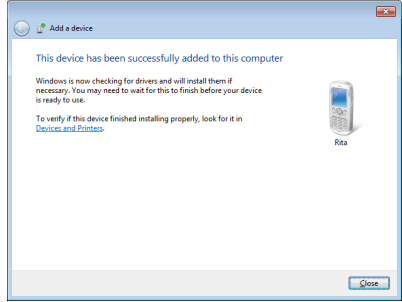 Add a device
This device has been successfully added to this computer
Windows is now checking for drivers and will install them if
necessary. You may need to wait for this to finish before your device
is ready to use.
To verify if this device finished installing properly, look for it in
Devices and Printers.
Rita
Close